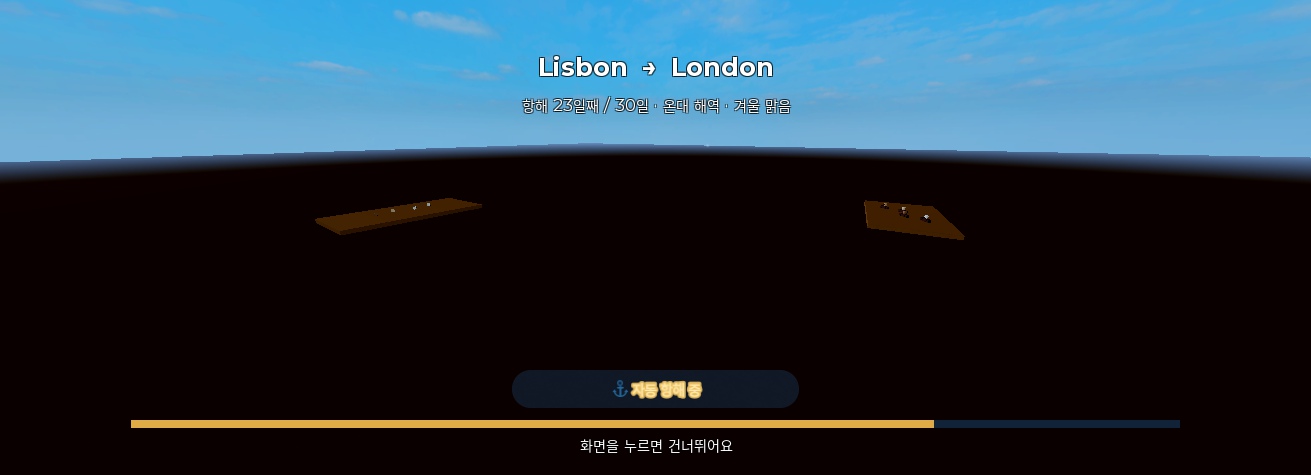 Lisbon → London
항해 23일째 / 30일 · 온대 해역 · 겨울 맑음
⚓ 자동 항해 중
화면을 누르면 건너뛰어요